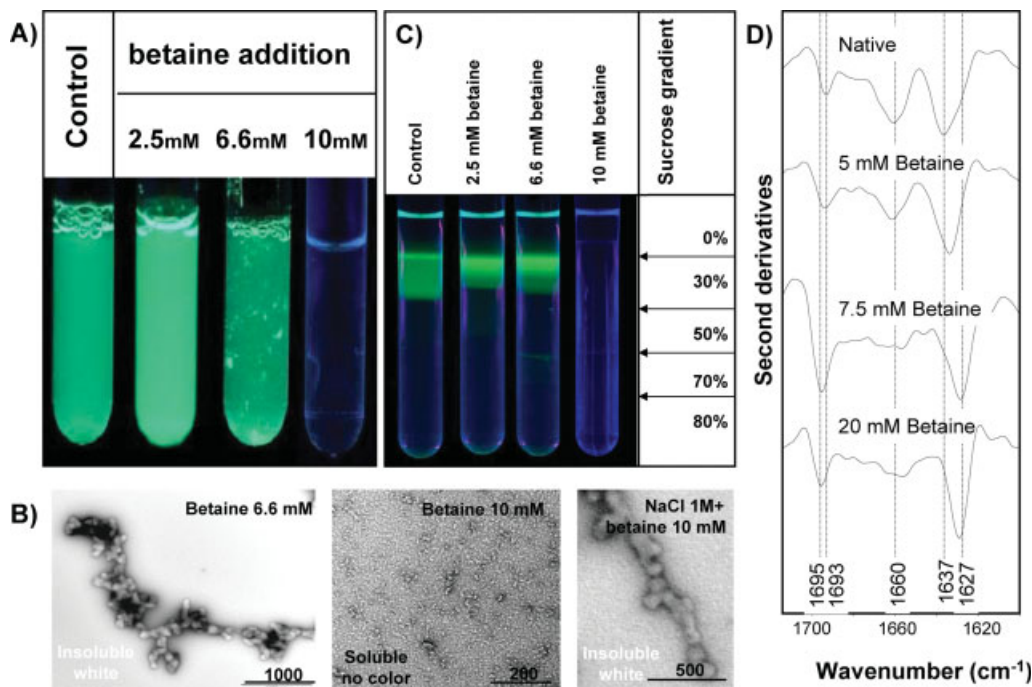 A)
Control
betaine addition
2.5mM 6.6mM 10mM
C)
Control
2.5 mM betaine
6.6 mM betaine
10 mM betaine
Sucrose gradient
0%
30%
50%
70%
80%
B)
Betaine 6.6 mM
Insoluble
white
1000
Betaine 10 mM
Soluble
no color
200
NaCl 1M+
betaine 10 mM
Insoluble
white
500
D)
Second derivatives
Native
5 mM Betaine
7.5 mM Betaine
20 mM Betaine
1695
1693
1660
1637
1627
1700 1660 1620
Wavenumber (cm⁻¹)